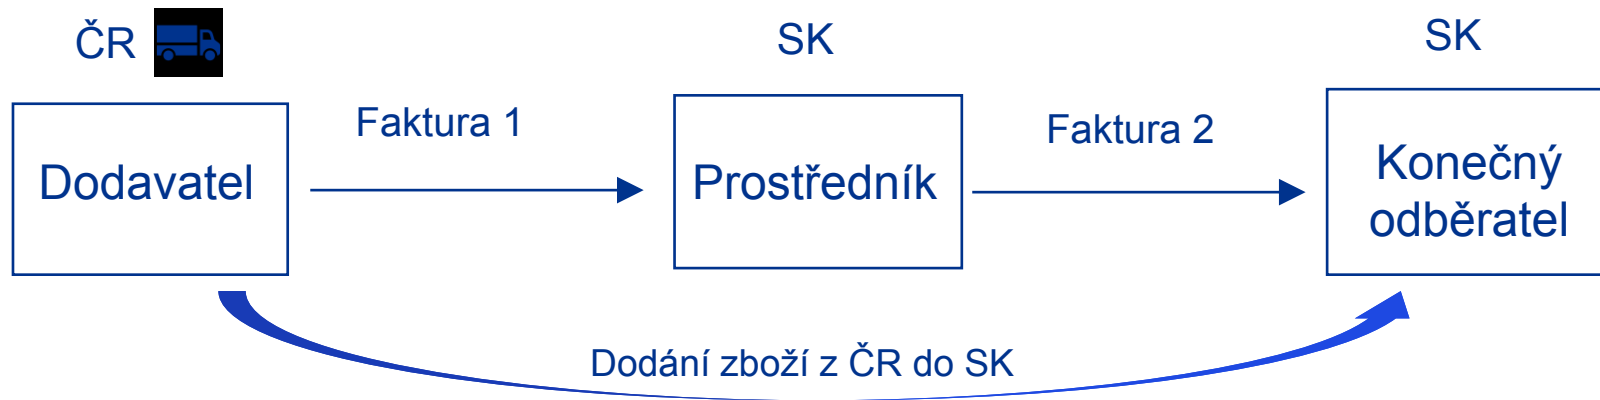 ČR
SK
SK
Dodavatel
Faktura 1
Prostředník
Faktura 2
Konečný
odběratel
Dodání zboží z ČR do SK